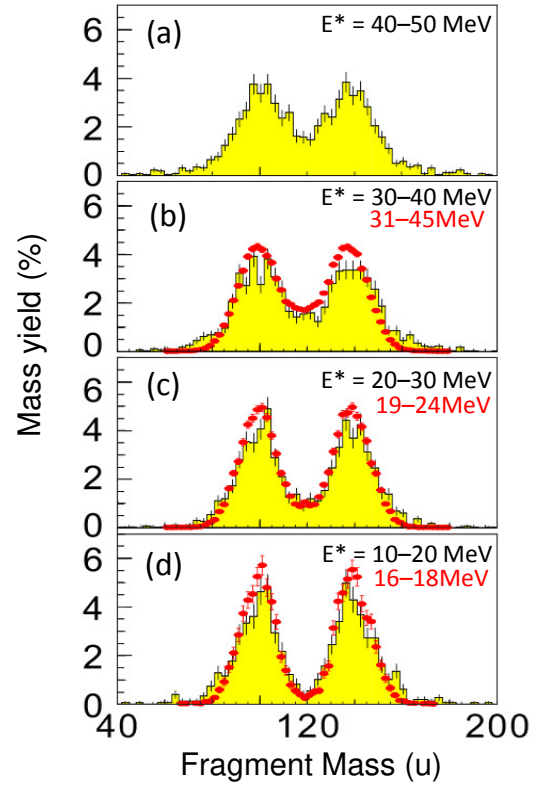 (a)
E* = 40–50 MeV
6
4
2
0
(b)
E* = 30–40 MeV
31–45MeV
6
4
2
0
(c)
E* = 20–30 MeV
19–24MeV
6
4
2
0
(d)
E* = 10–20 MeV
16–18MeV
6
4
2
0
40
120
200
Mass yield (%)
Fragment Mass (u)